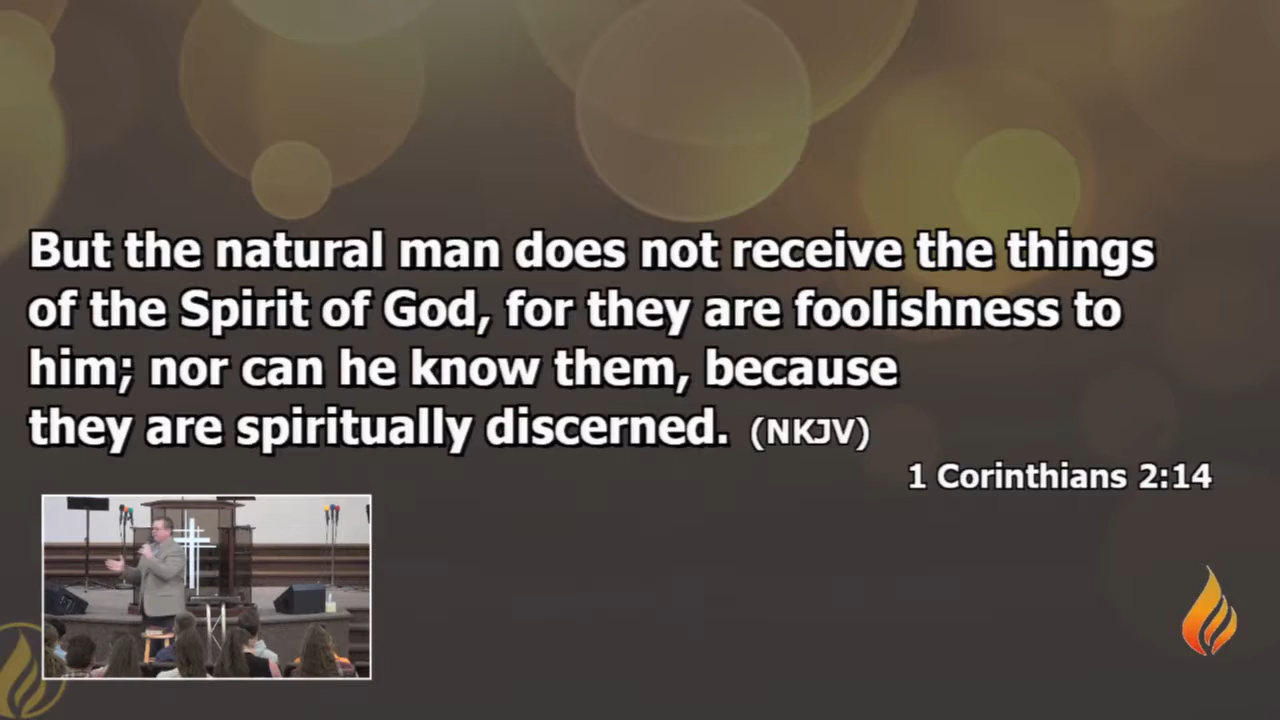 But the natural man does not receive the things
of the Spirit of God, for they are foolishness to
him; nor can he know them, because
they are spiritually discerned. (NKJV)
1 Corinthians 2:14